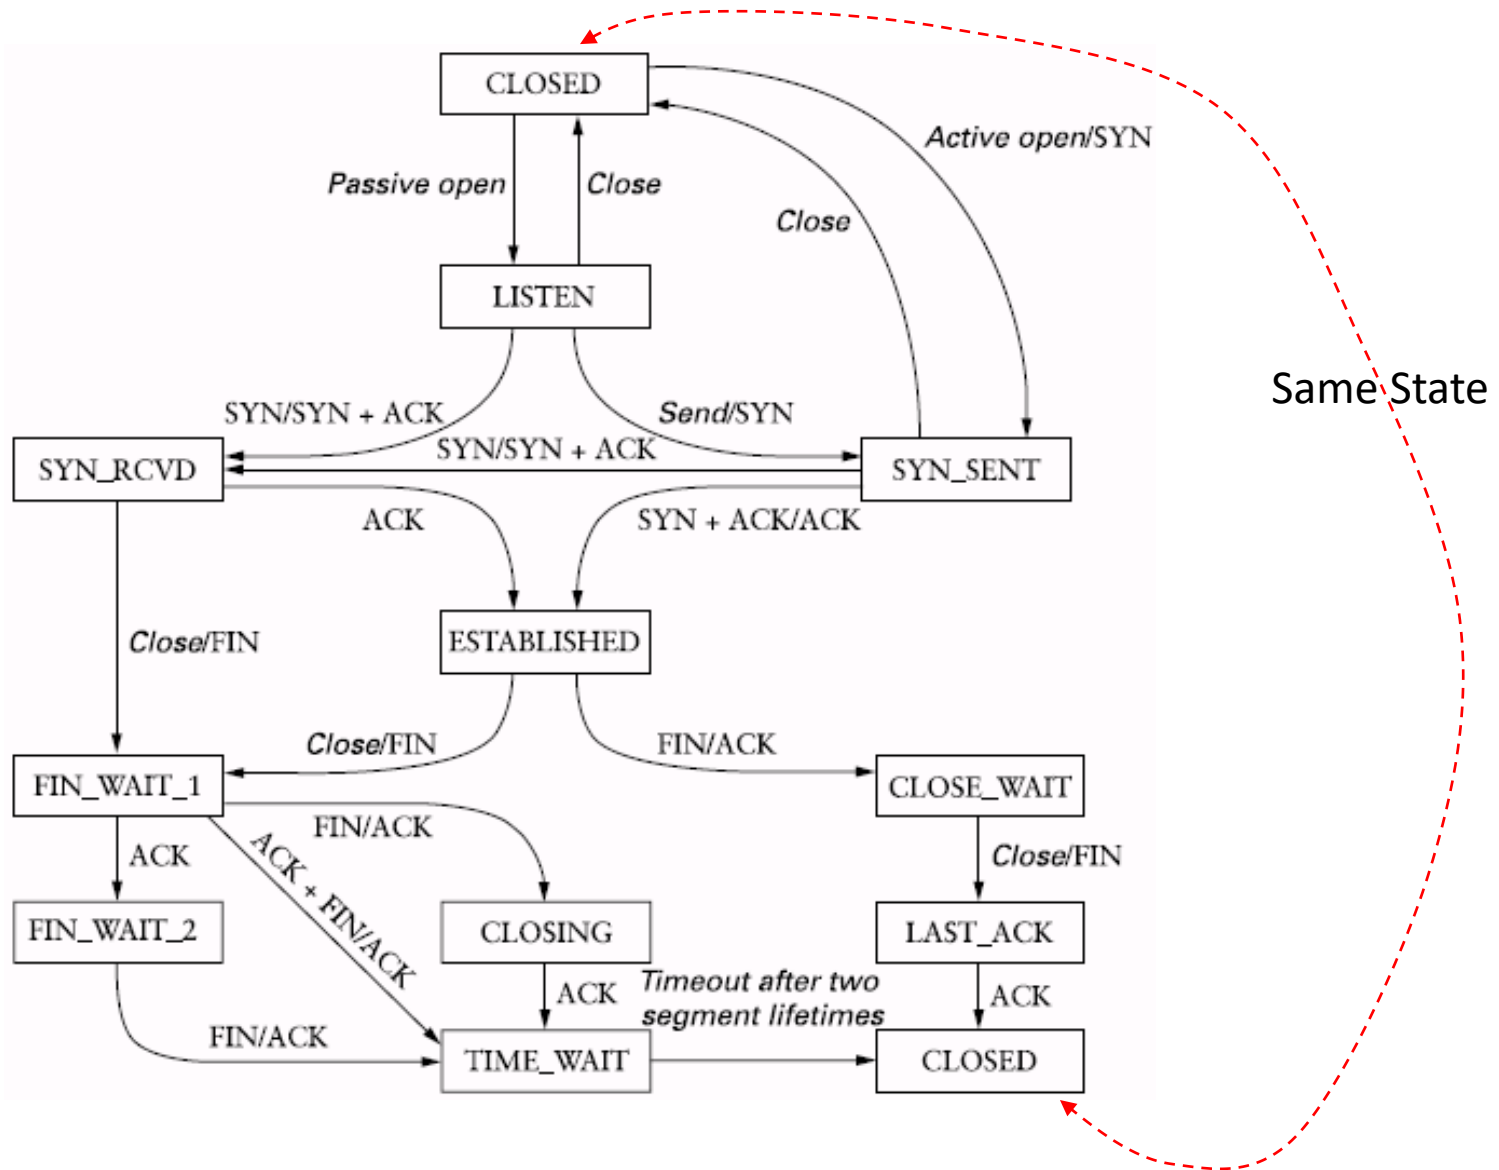 CLOSED
Active open/SYN
Passive open
Close
Close
LISTEN
Same State
SYN/SYN + ACK
Send/SYN
SYN/SYN + ACK
SYN_RCVD
SYN_SENT
ACK
SYN + ACK/ACK
Close/FIN
ESTABLISHED
Close/FIN
FIN/ACK
FIN_WAIT_1
CLOSE_WAIT
FIN/ACK
ACK
ACK + FIN/ACK
Close/FIN
FIN_WAIT_2
CLOSING
LAST_ACK
ACK
Timeout after two
segment lifetimes
ACK
FIN/ACK
TIME_WAIT
CLOSED